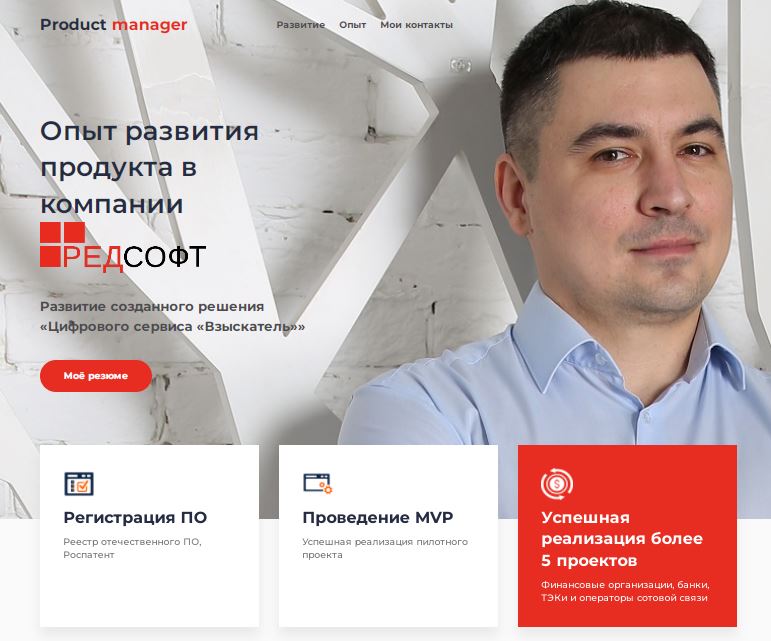 Product manager
Развитие Опыт Мои контакты
Опыт развития
продукта в
компании
РЕДСОФТ
Развитие созданного решения
«Цифрового сервиса «Взыскатель»»
Моё резюме
Регистрация ПО
Реестр отечественного ПО,
Роспатент
Проведение MVP
Успешная реализация пилотного
проекта
Успешная
реализация более
5 проектов
Финансовые организации, банки,
ТЭКи и операторы сотовой связи